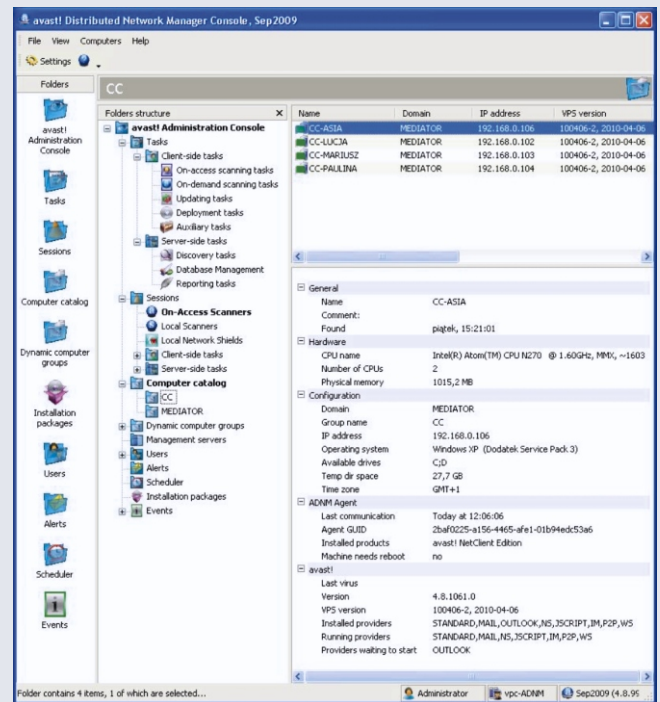 avast! Distributed Network Manager Console, Sep2009
File View Computers Help
Settings
Folders
CC
avast! Administration Console
Tasks
Sessions
Computer catalog
Dynamic computer groups
Installation packages
Users
Alerts
Scheduler
Events
Folders structure X
avast! Administration Console
Tasks
Client-side tasks
On-access scanning tasks
On-demand scanning tasks
Updating tasks
Deployment tasks
Auxiliary tasks
Server-side tasks
Discovery tasks
Database Management
Reporting tasks
Sessions
On-Access Scanners
Local Scanners
Local Network Shields
Client-side tasks
Server-side tasks
Computer catalog
CC
MEDIATOR
Dynamic computer groups
Management servers
Users
Alerts
Scheduler
Installation packages
Events
Name Domain IP address VPS version
CC-ASIA MEDIATOR 192.168.0.106 100406-2, 2010-04-06
CC-LUCJA MEDIATOR 192.168.0.102 100406-2, 2010-04-06
CC-MARIUSZ MEDIATOR 192.168.0.103 100406-2, 2010-04-06
CC-PAULINA MEDIATOR 192.168.0.104 100406-2, 2010-04-06
General
Name CC-ASIA
Comment:
Found piątek, 15:21:01
Hardware
CPU name Intel(R) Atom(TM) CPU N270 @ 1.60GHz, MMX, ~1603
Number of CPUs 2
Physical memory 1015,2 MB
Configuration
Domain MEDIATOR
Group name CC
IP address 192.168.0.106
Operating system Windows XP (Dodatek Service Pack 3)
Available drives C;D
Temp dir space 27,7 GB
Time zone GMT+1
ADNM Agent
Last communication Today at 12:06:06
Agent GUID 2baf0225-a156-4465-afe1-01b94edc53a6
Installed products avast! NetClient Edition
Machine needs reboot no
avast!
Last virus
Version 4.8.1061.0
VPS version 100406-2, 2010-04-06
Installed providers STANDARD,MAIL,OUTLOOK,NS,JSCRIPT,IM,P2P,WS
Running providers STANDARD,MAIL,NS,JSCRIPT,IM,P2P,WS
Providers waiting to start OUTLOOK
Folder contains 4 items, 1 of which are selected... Administrator vpc-ADNM Sep2009 (4.8.95